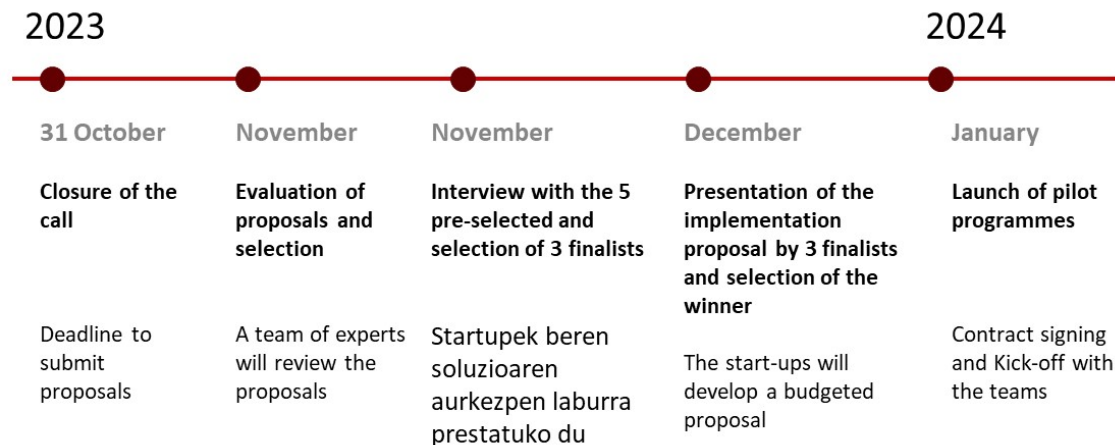 2023
2024
31 October
Closure of the
call
Deadline to
submit
proposals
November
Evaluation of
proposals and
selection
A team of experts
will review the
proposals
November
Interview with the 5
pre-selected and
selection of 3 finalists
Startupek beren
soluzioaren
aurkezpen laburra
prestatuko du
December
Presentation of the
implementation
proposal by 3 finalists
and selection of the
winner
The start-ups will
develop a budgeted
proposal
January
Launch of pilot
programmes
Contract signing
and Kick-off with
the teams